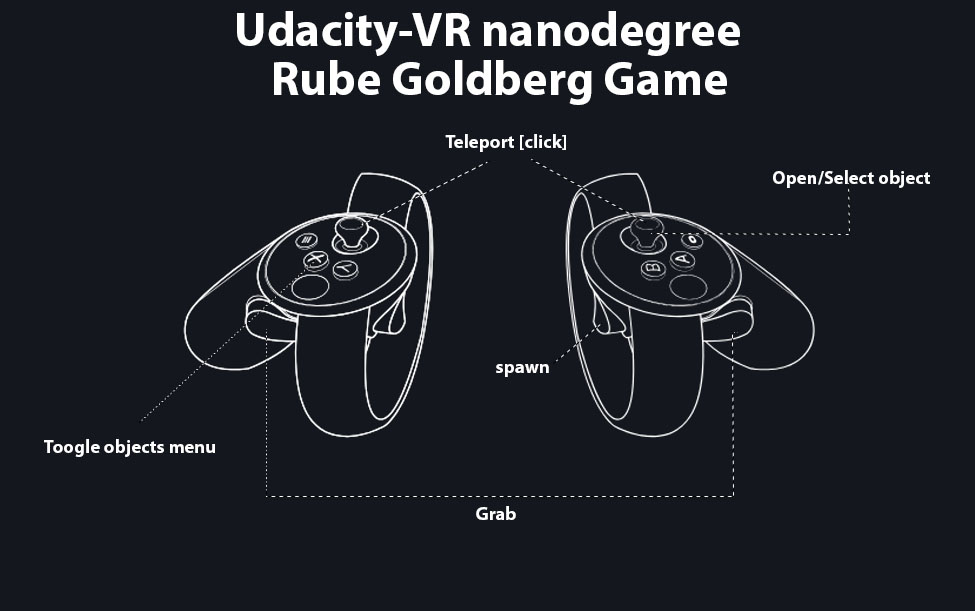 Udacity-VR nanodegree
Rube Goldberg Game
Teleport [click]
Open/Select object
X
Y
B
A
spawn
Toogle objects menu
Grab